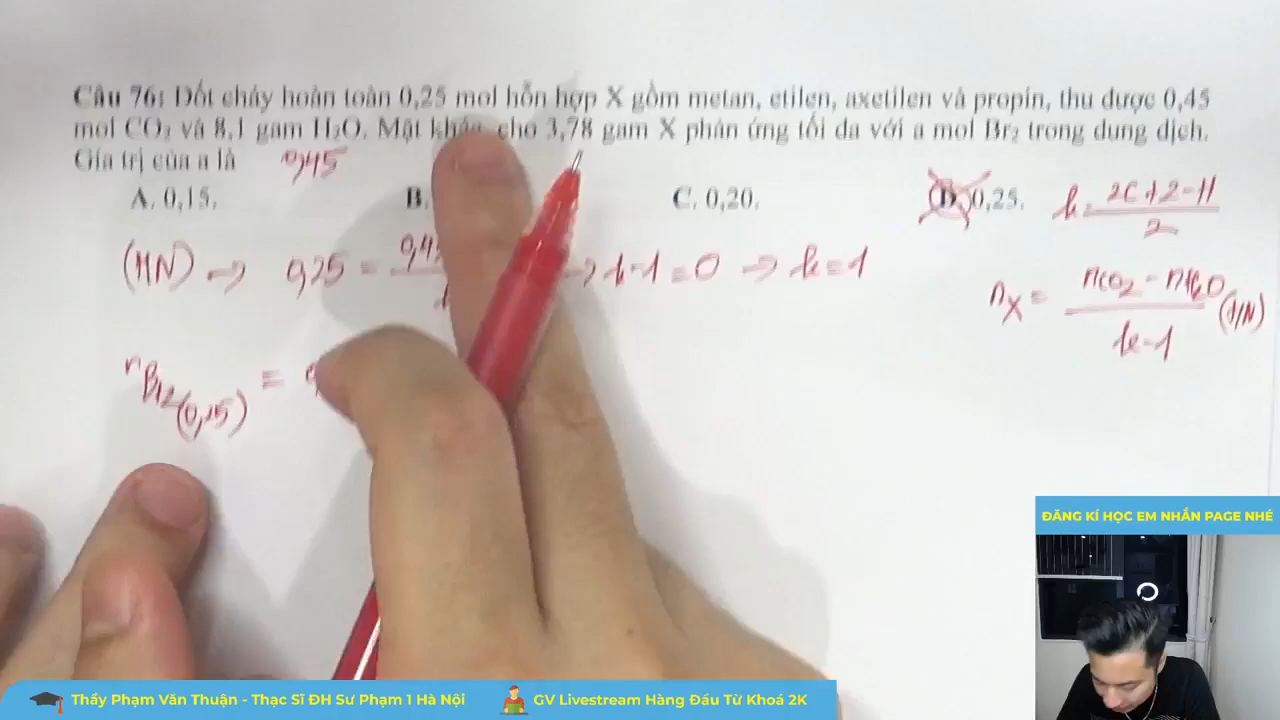 Câu 76: Đốt cháy hoàn toàn 0,25 mol hỗn hợp X gồm metan, etilen, axetilen và propin, thu được 0,45
mol CO₂ và 8,1 gam H₂O. Mặt khác, cho 3,78 gam X phản ứng tối đa với a mol Br₂ trong dung dịch.
Gía trị của a là
0,45
A. 0,15.
B.
C. 0,20.
D. 0,25.
k = 2C+2-H / 2
(HN) → 0,25 = → k-1=0 → k=1
nX = nCO₂ - nH₂O / k-1 (HN)
nBr₂(0,25) =
ĐĂNG KÍ HỌC EM NHẮN PAGE NHÉ
Thầy Phạm Văn Thuận - Thạc Sĩ ĐH Sư Phạm 1 Hà Nội
GV Livestream Hàng Đầu Từ Khoá 2K